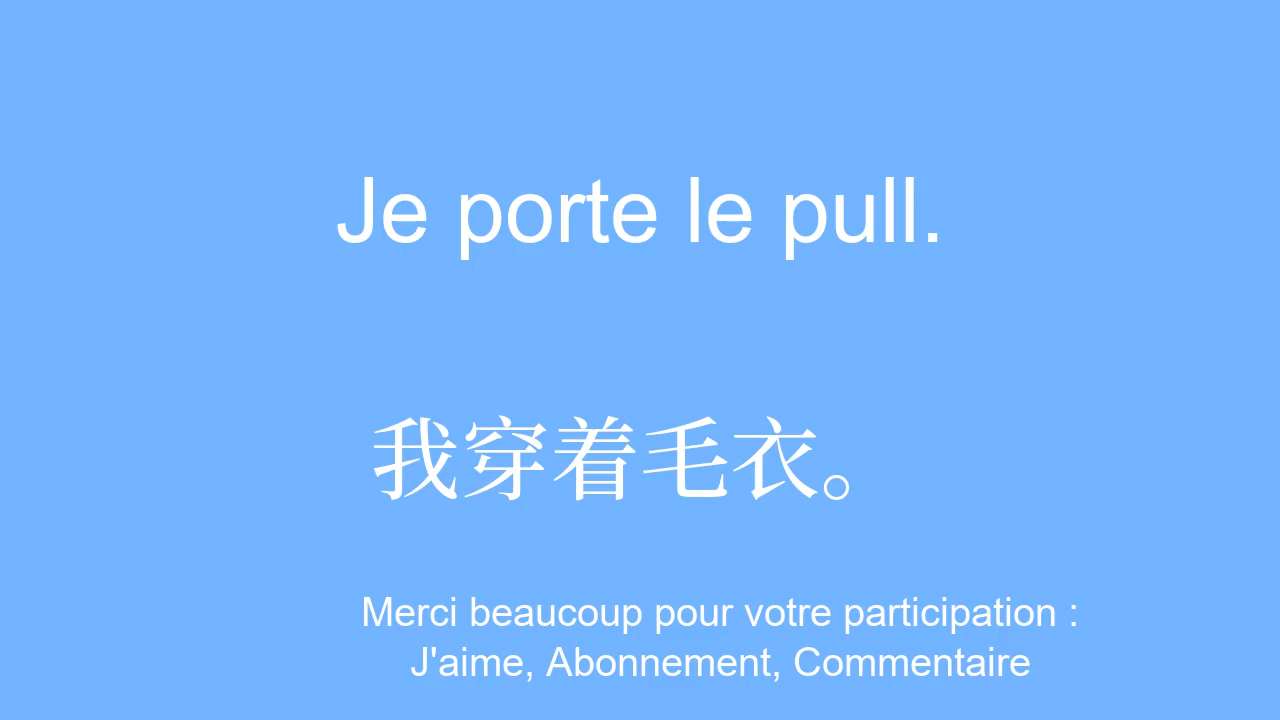 Je porte le pull.
我穿着毛衣。
Merci beaucoup pour votre participation :
J'aime, Abonnement, Commentaire